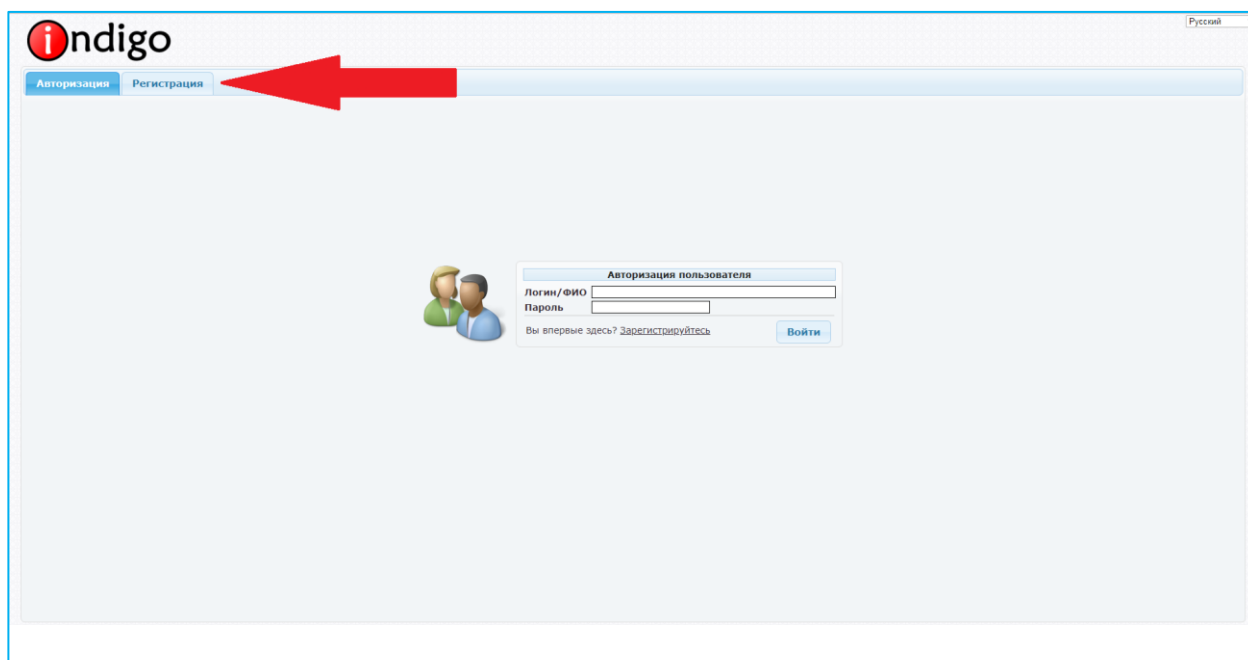 Русский
indigo
Авторизация Регистрация
Авторизация пользователя
Логин/ФИО
Пароль
Вы впервые здесь? Зарегистрируйтесь
Войти